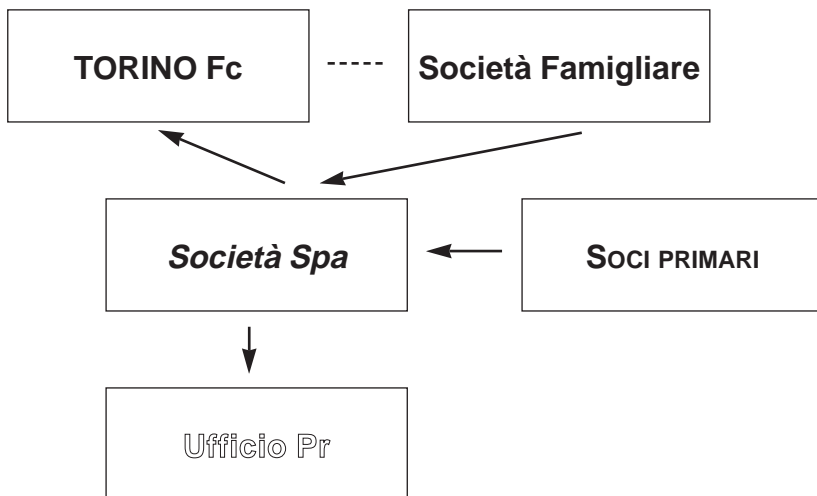 TORINO Fc
Società Famigliare
Società Spa
SOCI PRIMARI
Ufficio Pr